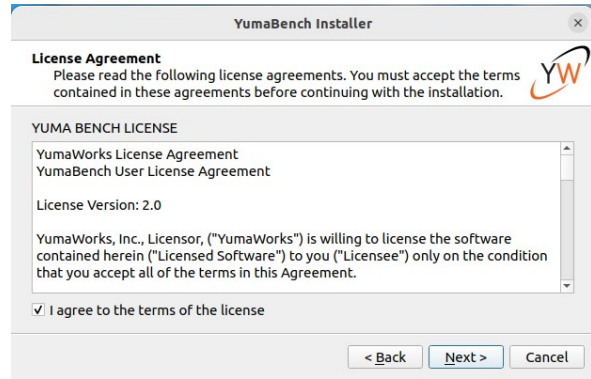 YumaBench Installer
License Agreement
Please read the following license agreements. You must accept the terms
contained in these agreements before continuing with the installation.
YW
YUMA BENCH LICENSE
YumaWorks License Agreement
YumaBench User License Agreement
License Version: 2.0
YumaWorks, Inc., Licensor, ("YumaWorks") is willing to license the software
contained herein ("Licensed Software") to you ("Licensee") only on the condition
that you accept all of the terms in this Agreement.
I agree to the terms of the license
< Back Next > Cancel